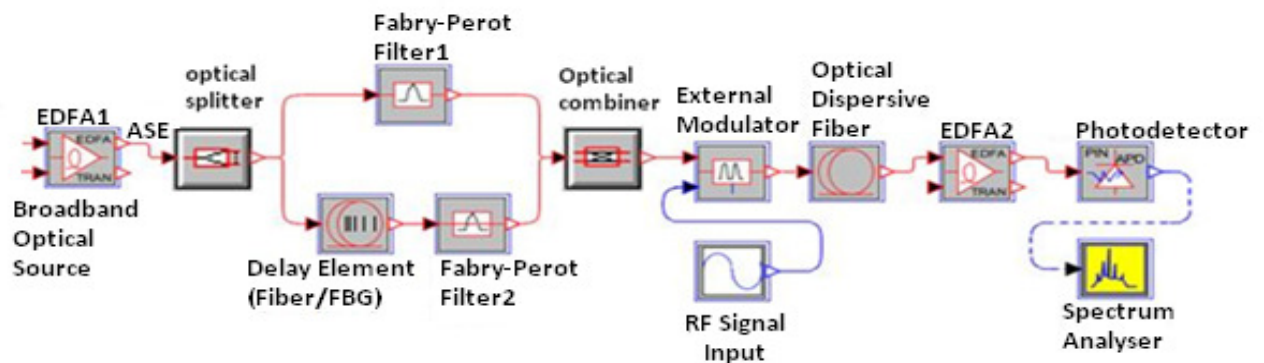 Fabry-Perot
Filter1
optical
splitter
Optical
combiner
External
Modulator
Optical
Dispersive
Fiber
EDFA1
EDFA
TRAN
ASE
EDFA2
EDFA
TRAN
Photodetector
PIN
APD
Broadband
Optical
Source
Delay Element
(Fiber/FBG)
Fabry-Perot
Filter2
RF Signal
Input
Spectrum
Analyser